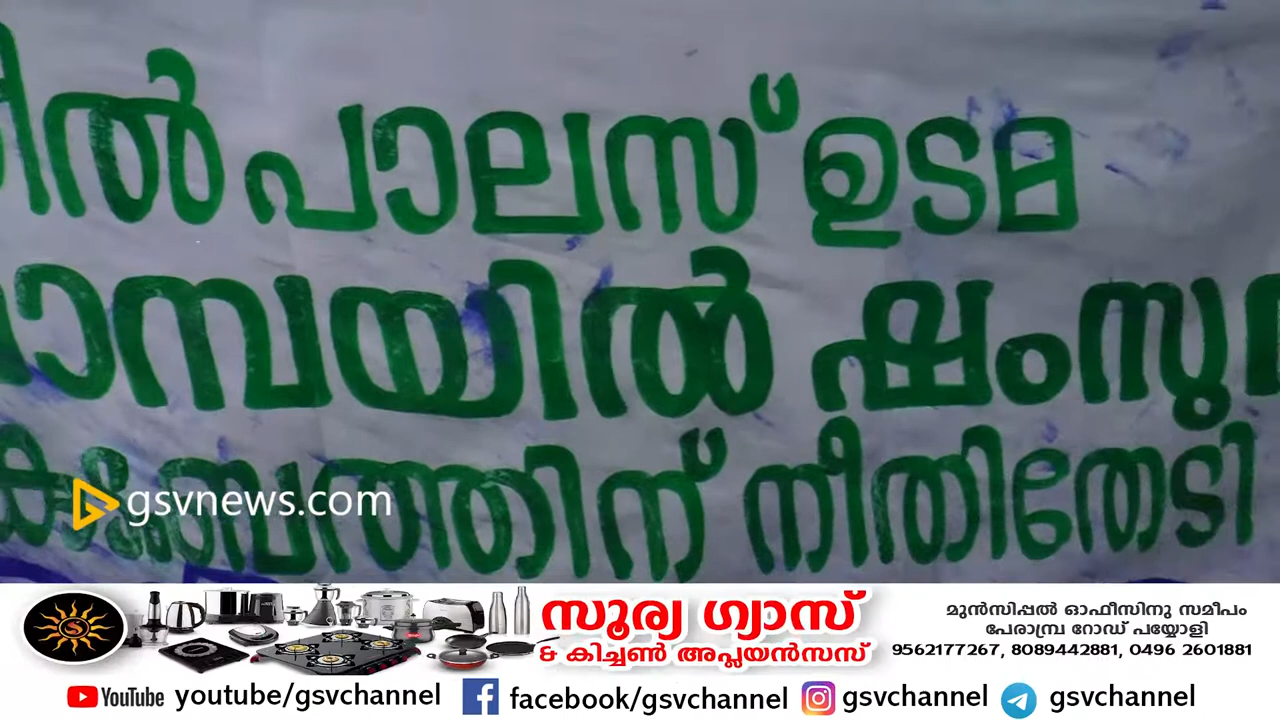 പാലസ് ഉടമ
ഷംസു
കുടുംബത്തിന് നീതിതേടി
gsvnews.com
സൂര്യ ഗ്യാസ്
& കിച്ചൺ അപ്ലയൻസസ്
മുൻസിപ്പൽ ഓഫീസിനു സമീപം
പേരാമ്പ്ര റോഡ് പയ്യോളി
9562177267, 8089442881, 0496 2601881
YouTube youtube/gsvchannel facebook/gsvchannel gsvchannel gsvchannel